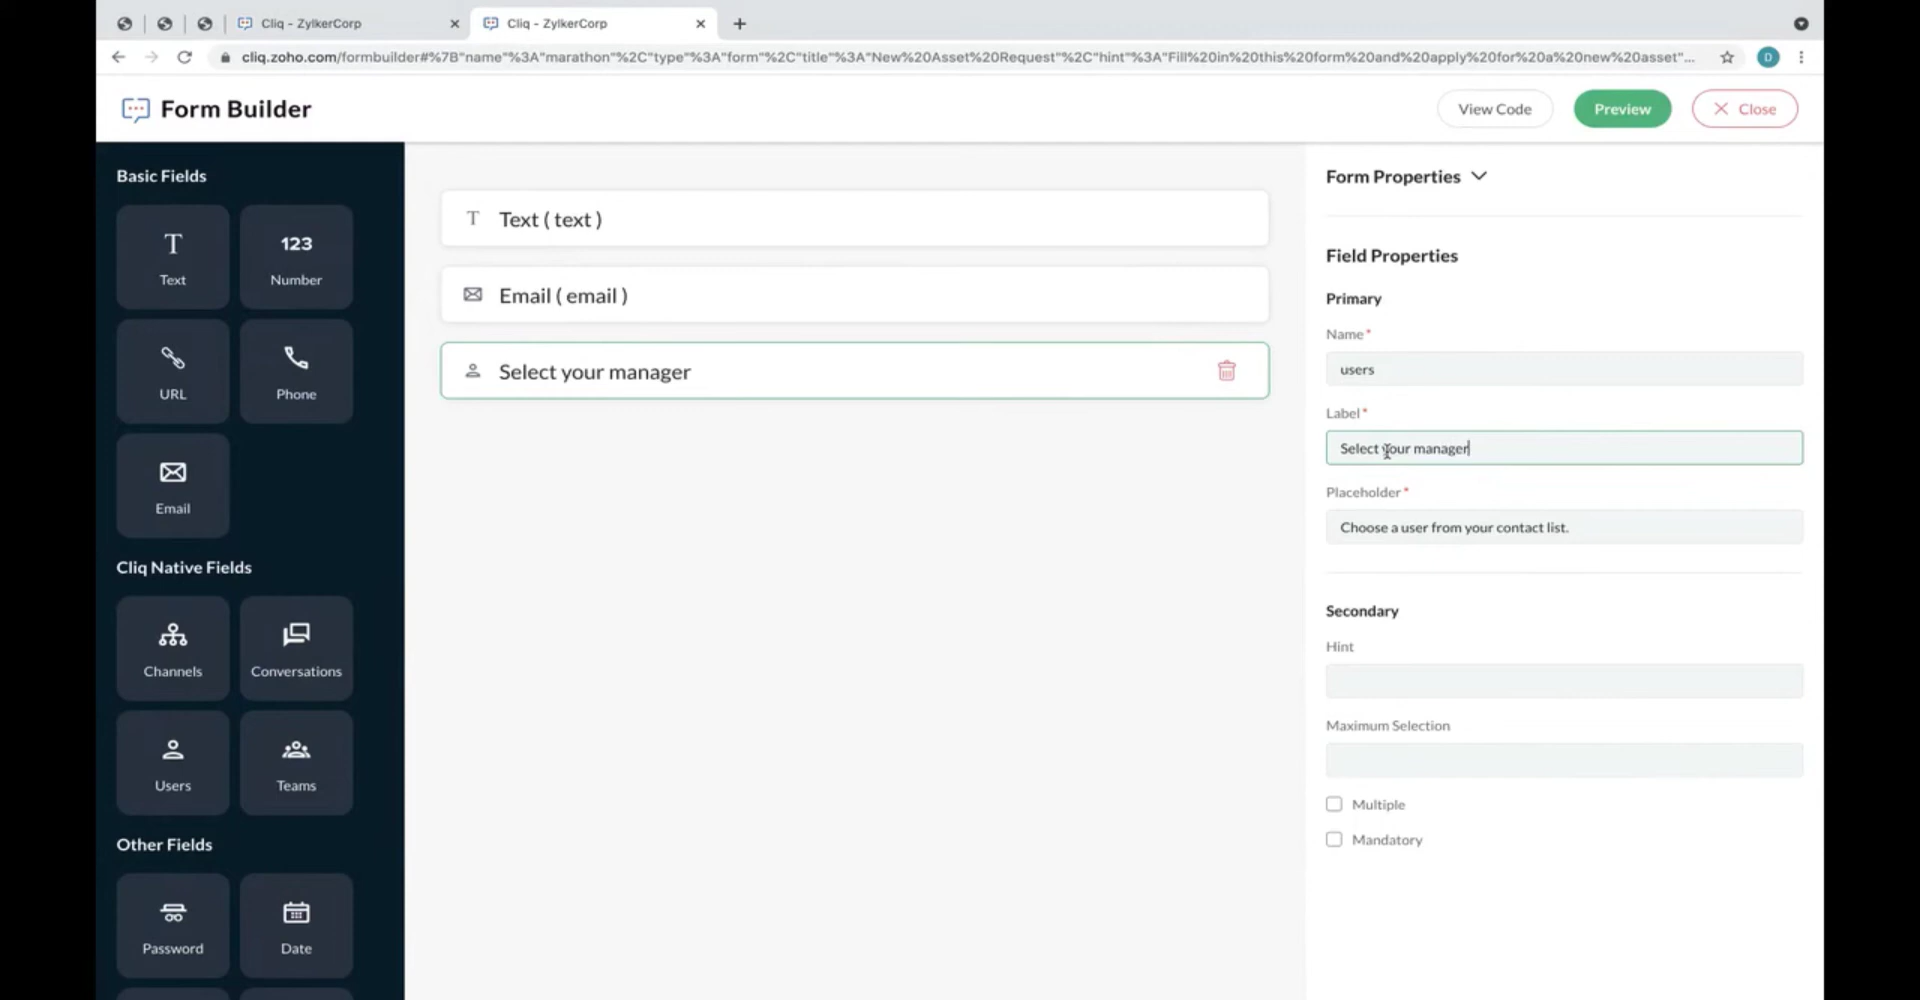 Cliq - ZylkerCorp
Cliq - ZylkerCorp
cliq.zoho.com/formbuilder#%7B"name"%3A"marathon"%2C"type"%3A"form"%2C"title"%3A"New%20Asset%20Request"%2C"hint"%3A"Fill%20in%20this%20form%20and%20apply%20for%20a%20new%20asset"...
D
Form Builder
View Code
Preview
Close
Basic Fields
T
Text
123
Number
URL
Phone
Email
Cliq Native Fields
Channels
Conversations
Users
Teams
Other Fields
Password
Date
T Text ( text )
Email ( email )
Select your manager
Form Properties
Field Properties
Primary
Name*
users
Label*
Select your manager
Placeholder*
Choose a user from your contact list.
Secondary
Hint
Maximum Selection
Multiple
Mandatory